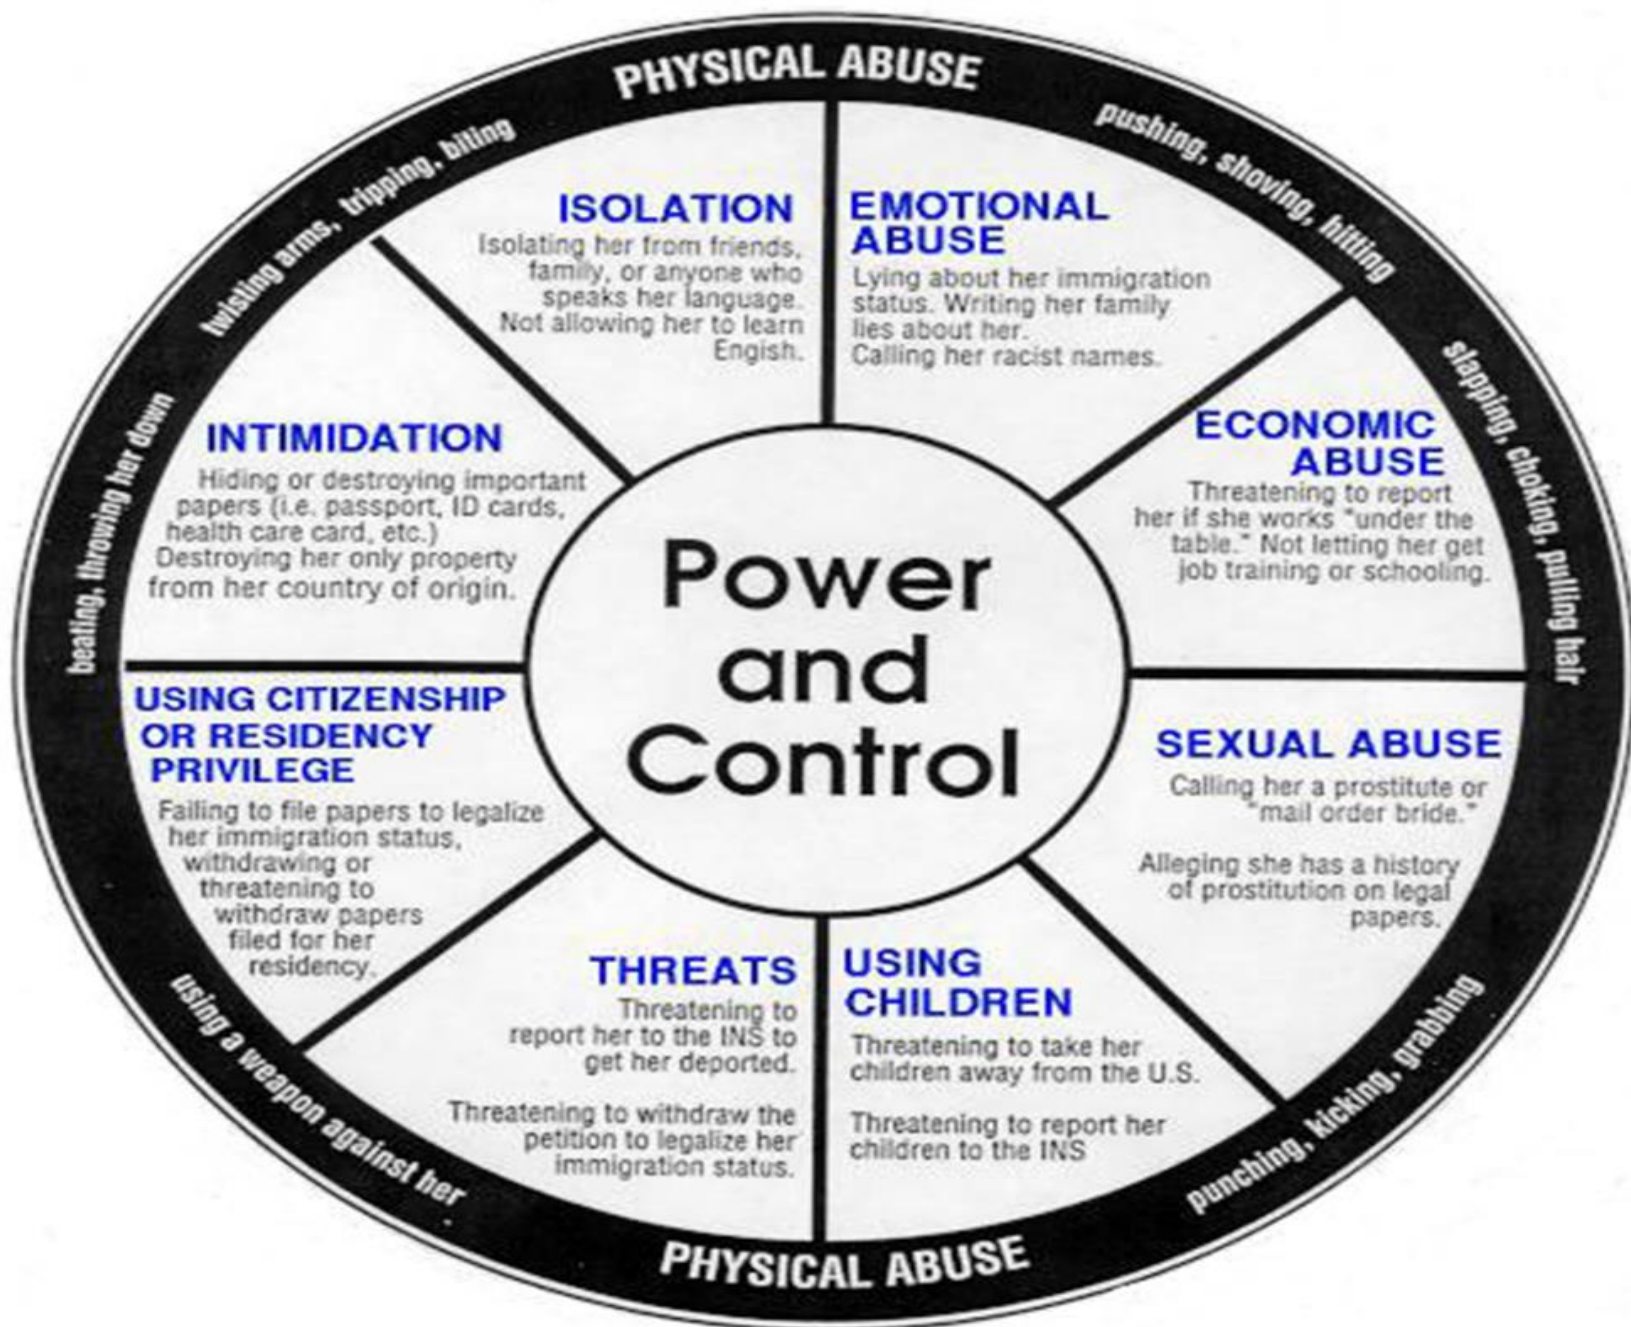 PHYSICAL ABUSE
pushing, shoving, hitting
slapping, choking, pulling hair
punching, kicking, grabbing
PHYSICAL ABUSE
using a weapon against her
beating, throwing her down
twisting arms, tripping, biting
ISOLATION
Isolating her from friends,
family, or anyone who
speaks her language.
Not allowing her to learn
Engish.
EMOTIONAL
ABUSE
Lying about her immigration
status. Writing her family
lies about her.
Calling her racist names.
ECONOMIC
ABUSE
Threatening to report
her if she works "under the
table." Not letting her get
job training or schooling.
SEXUAL ABUSE
Calling her a prostitute or
"mail order bride."
Alleging she has a history
of prostitution on legal
papers.
USING
CHILDREN
Threatening to take her
children away from the U.S.
Threatening to report her
children to the INS
THREATS
Threatening to
report her to the INS to
get her deported.
Threatening to withdraw the
petition to legalize her
immigration status.
USING CITIZENSHIP
OR RESIDENCY
PRIVILEGE
Failing to file papers to legalize
her immigration status,
withdrawing or
threatening to
withdraw papers
filed for her
residency.
INTIMIDATION
Hiding or destroying important
papers (i.e. passport, ID cards,
health care card, etc.)
Destroying her only property
from her country of origin.
Power
and
Control